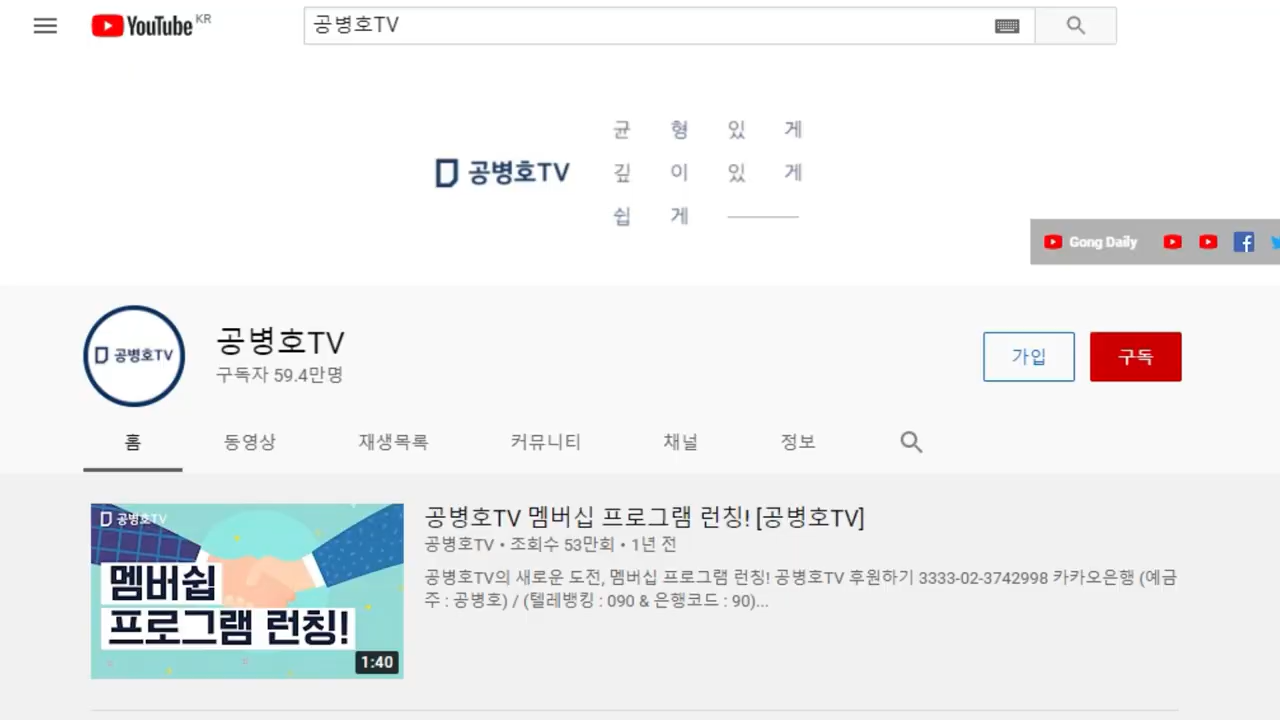 YouTube KR
공병호TV
균 형 있 게
공병호TV
깊 이 있 게
쉽 게
Gong Daily
공병호TV
공병호TV
구독자 59.4만명
가입
구독
홈
동영상
재생목록
커뮤니티
채널
정보
공병호TV
멤버쉽
프로그램 런칭!
1:40
공병호TV 멤버십 프로그램 런칭! [공병호TV]
공병호TV • 조회수 53만회 • 1년 전
공병호TV의 새로운 도전, 멤버십 프로그램 런칭! 공병호TV 후원하기 3333-02-3742998 카카오은행 (예금
주 : 공병호) / (텔레뱅킹 : 090 & 은행코드 : 90)...